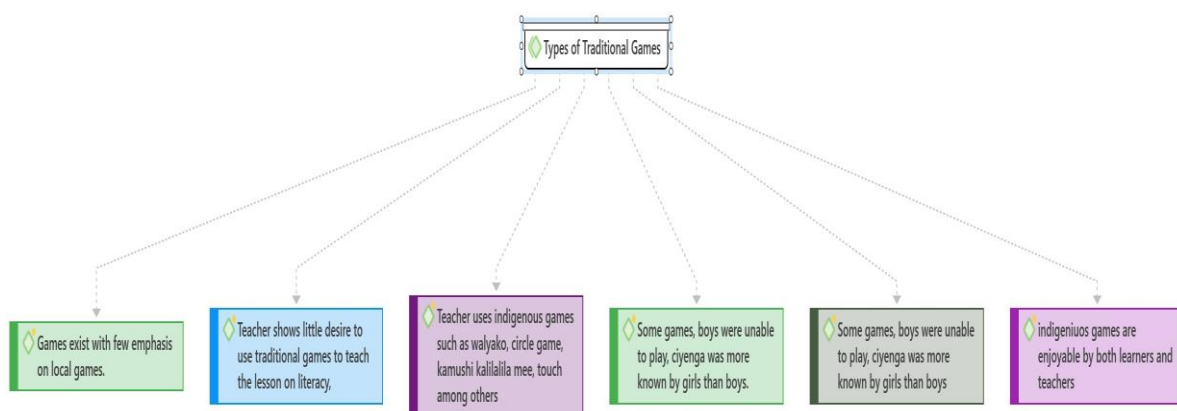 Types of Traditional Games
Games exist with few emphasis
on local games.
Teacher shows little desire to
use traditional games to teach
the lesson on literacy,
Teacher uses indigenous games
such as walyako, circle game,
kamushi kalilalila mee, touch
among others
Some games, boys were unable
to play, ciyenga was more
known by girls than boys.
Some games, boys were unable
to play, ciyenga was more
known by girls than boys
indigeniuos games are
enjoyable by both learners and
teachers